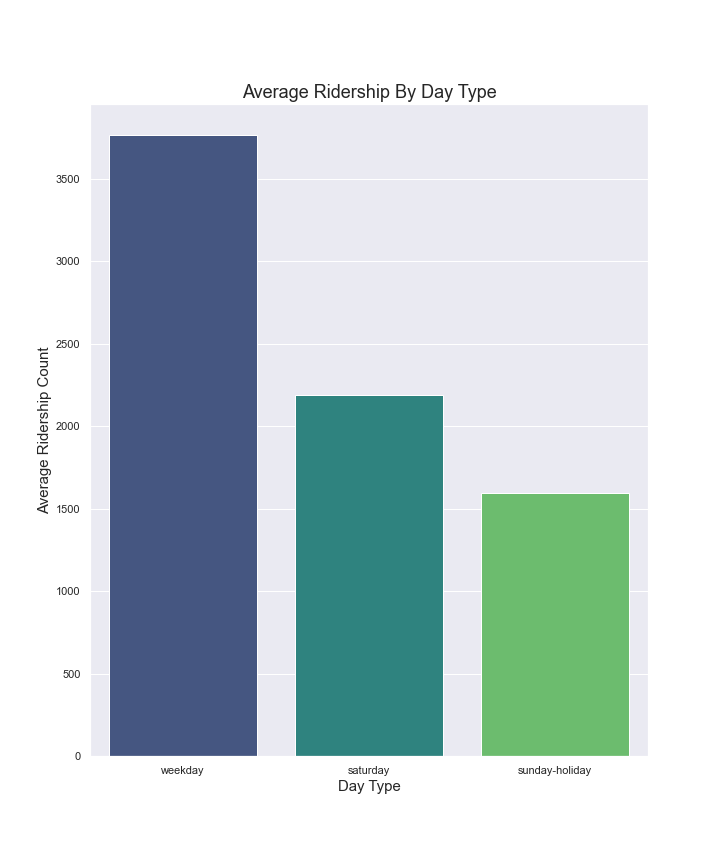 Average Ridership By Day Type
Average Ridership Count
3500
3000
2500
2000
1500
1000
500
0
weekday
saturday
sunday-holiday
Day Type